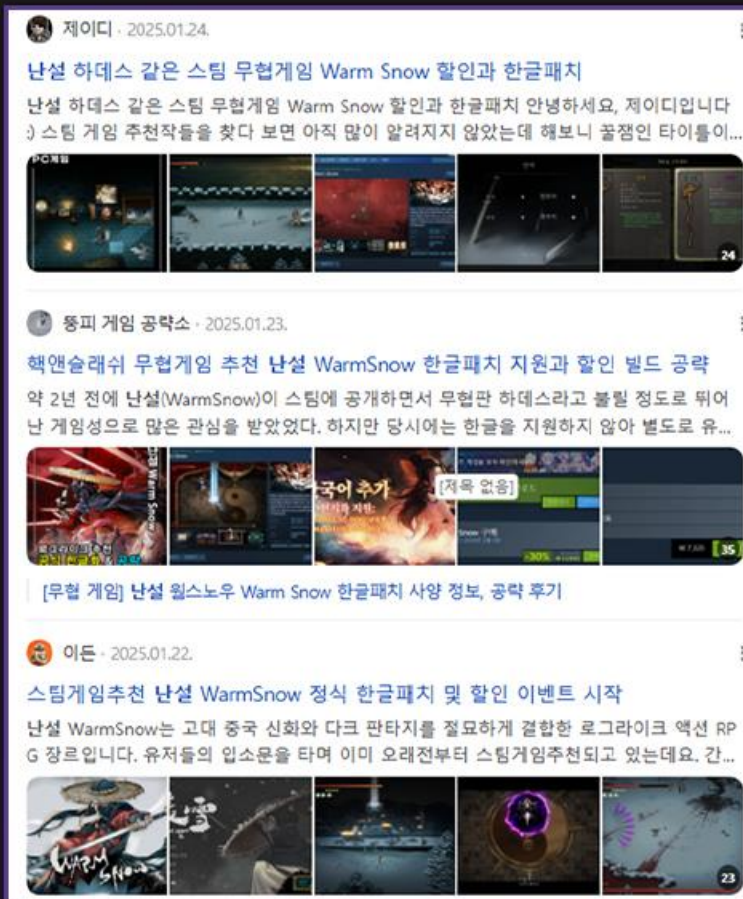 제이디 · 2025.01.24.
난설 하데스 같은 스팀 무협게임 Warm Snow 할인과 한글패치
난설 하데스 같은 스팀 무협게임 Warm Snow 할인과 한글패치 안녕하세요, 제이디입니다
:) 스팀 게임 추천작들을 찾다 보면 아직 많이 알려지지 않았는데 해보니 꿀잼인 타이틀이...
PC게임
24
뚱피 게임 공략소 · 2025.01.23.
핵앤슬래쉬 무협게임 추천 난설 WarmSnow 한글패치 지원과 할인 빌드 공략
약 2년 전에 난설(WarmSnow)이 스팀에 공개하면서 무협판 하데스라고 불릴 정도로 뛰어
난 게임성으로 많은 관심을 받았었다. 하지만 당시에는 한글을 지원하지 않아 별도로 유...
국어 추가
[제목 없음]
Warm Snow
로그라이크 추천
공식 한글화 & 공략
-30%
35
[무협 게임] 난설 웜스노우 Warm Snow 한글패치 사양 정보, 공략 후기
이든 · 2025.01.22.
스팀게임추천 난설 WarmSnow 정식 한글패치 및 할인 이벤트 시작
난설 WarmSnow는 고대 중국 신화와 다크 판타지를 절묘하게 결합한 로그라이크 액션 RP
G 장르입니다. 유저들의 입소문을 타며 이미 오래전부터 스팀게임추천되고 있는데요. 간...
WARM SNOW
雪
23